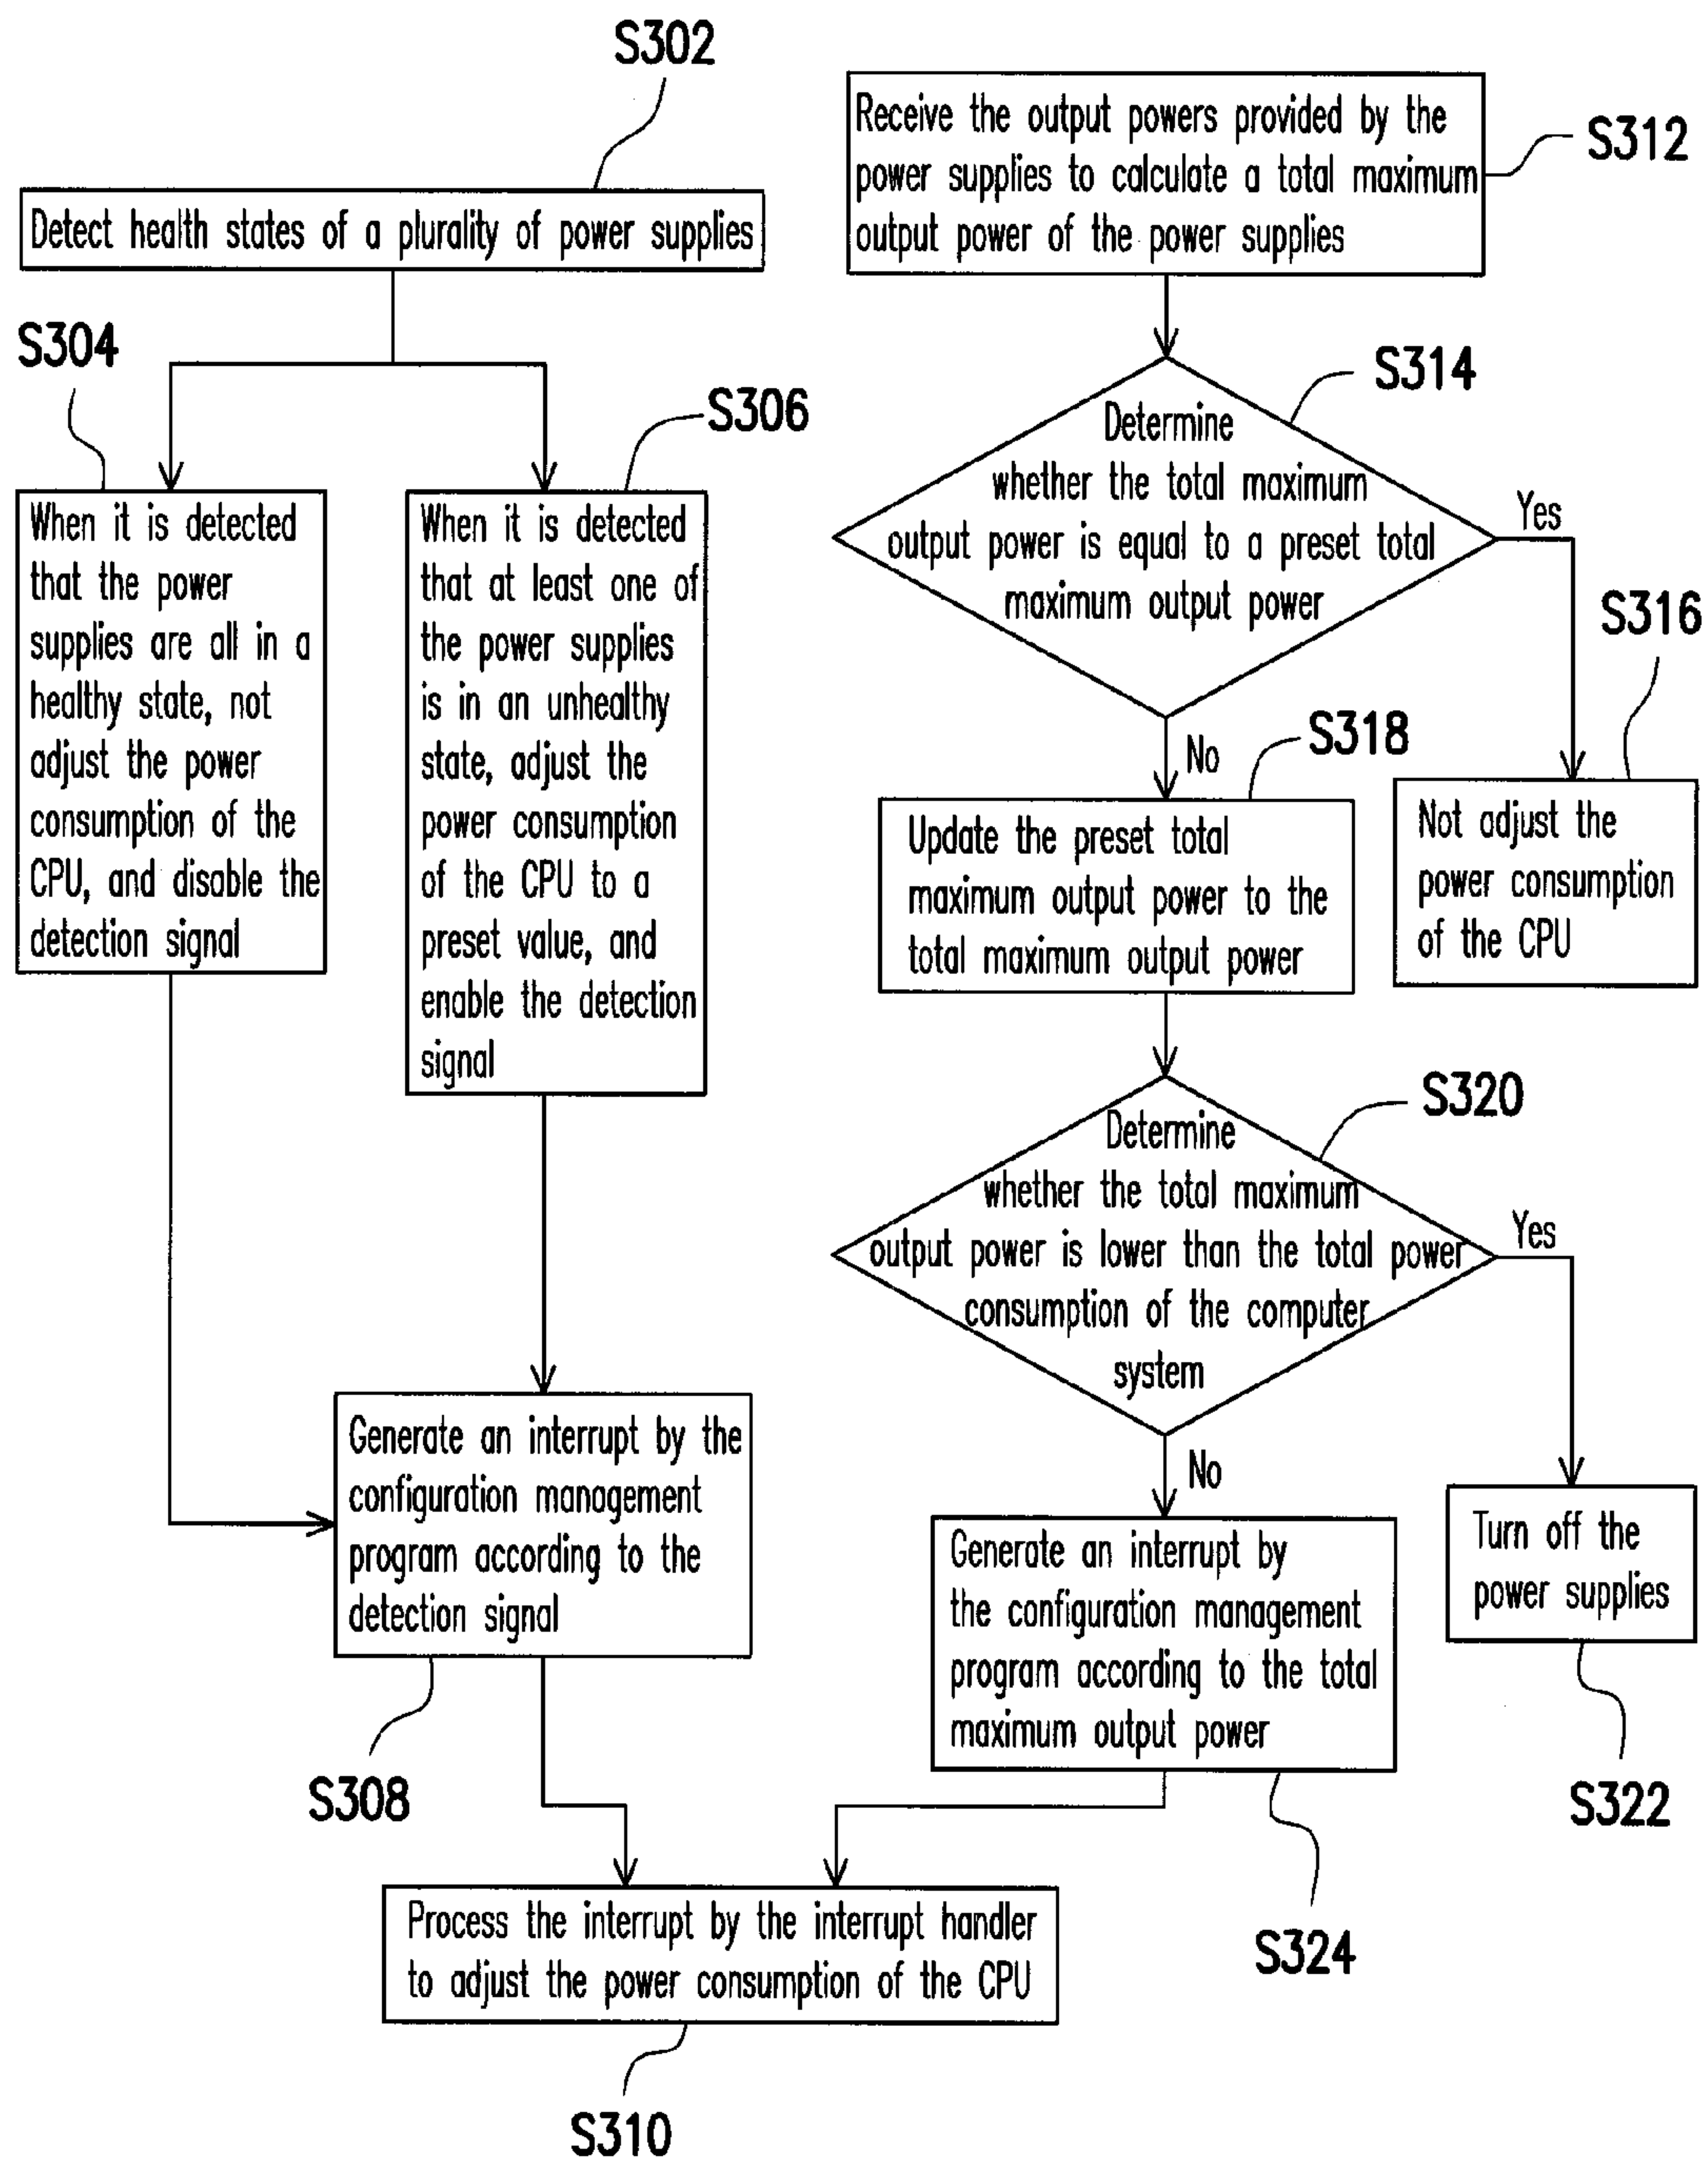 S302
Detect health states of a plurality of power supplies
S304
When it is detected
that the power
supplies are all in a
healthy state, not
adjust the power
consumption of the
CPU, and disable the
detection signal
S306
When it is detected
that at least one of
the power supplies
is in an unhealthy
state, adjust the
power consumption
of the CPU to a
preset value, and
enable the detection
signal
Generate an interrupt by the
configuration management
program according to the
detection signal
S308
Receive the output powers provided by the
power supplies to calculate a total maximum
output power of the power supplies
S312
S314
Determine
whether the total maximum
output power is equal to a preset total
maximum output power
Yes
S316
Not adjust the
power consumption
of the CPU
No
S318
Update the preset total
maximum output power to the
total maximum output power
S320
Determine
whether the total maximum
output power is lower than the total power
consumption of the computer
system
Yes
Turn off the
power supplies
S322
No
Generate an interrupt by
the configuration management
program according to the total
maximum output power
S324
Process the interrupt by the interrupt handler
to adjust the power consumption of the CPU
S310